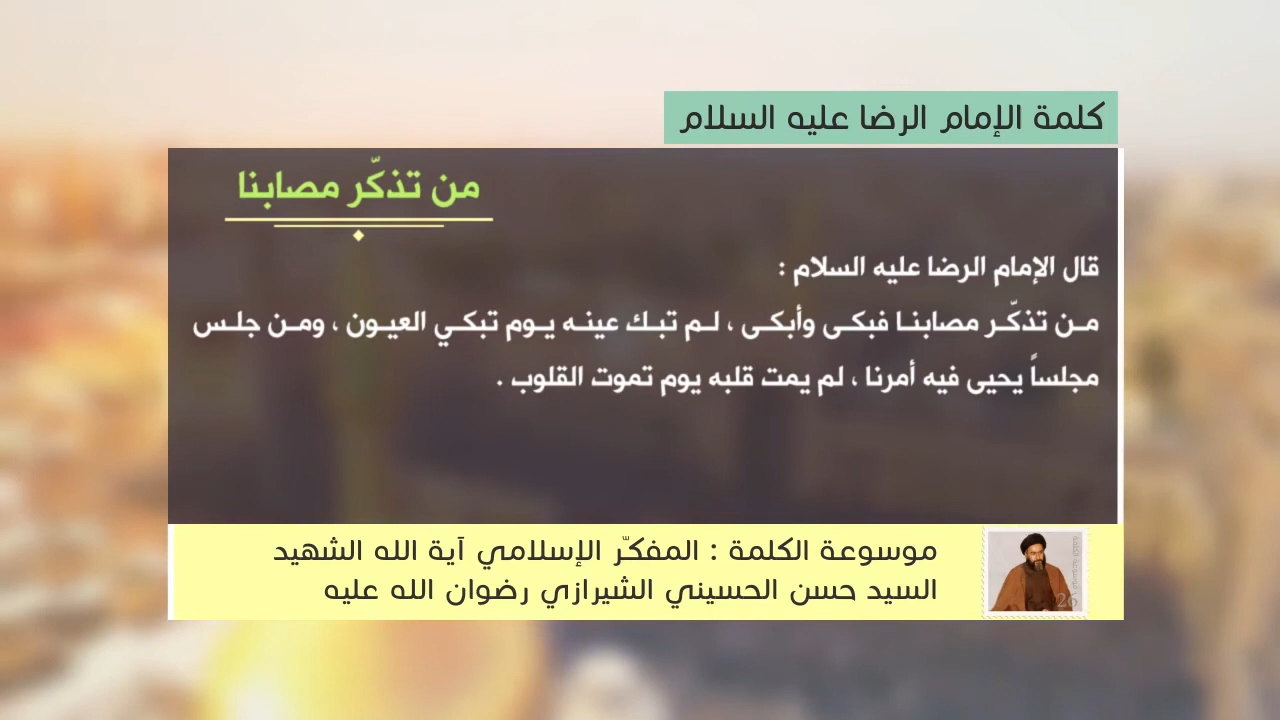 كلمة الإمام الرضا عليه السلام
من تذكّر مصابنا
قال الإمام الرضا عليه السلام :
مـن تذكّـر مصابنـا فبكـى وأبكـى ، لـم تبـك عينـه يـوم تبكـي العيـون ، ومـن جلـس
مجلساً يحيى فيه أمرنا ، لم يمت قلبه يوم تموت القلوب .
موسوعة الكلمة : المفكّر الإسلامي آية الله الشهيد
السيد حسن الحسيني الشيرازي رضوان الله عليه